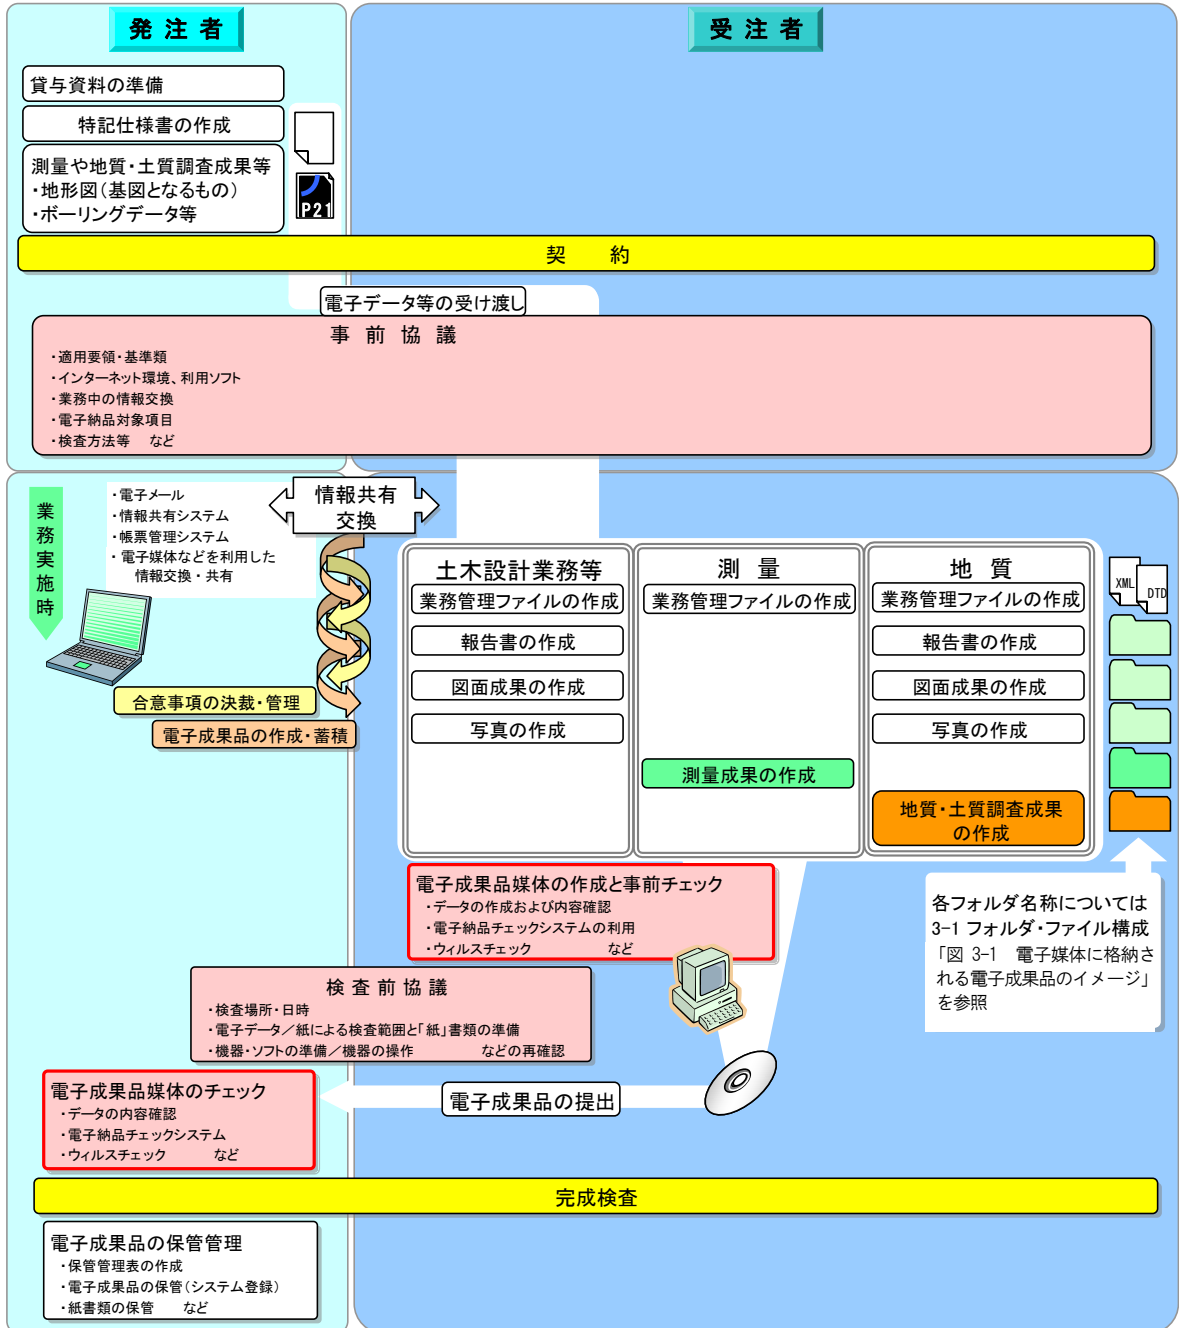 発 注 者
受 注 者
貸与資料の準備
特記仕様書の作成
測量や地質・土質調査成果等
・地形図(基図となるもの)
・ボーリングデータ等
P21
契　約
電子データ等の受け渡し
事 前 協 議
・適用要領・基準類
・インターネット環境、利用ソフト
・業務中の情報交換
・電子納品対象項目
・検査方法等　など
業務実施時
・電子メール
・情報共有システム
・帳票管理システム
・電子媒体などを利用した
情報交換・共有
情報共有
交換
合意事項の決裁・管理
電子成果品の作成・蓄積
土木設計業務等
業務管理ファイルの作成
報告書の作成
図面成果の作成
写真の作成
測 量
業務管理ファイルの作成
測量成果の作成
地 質
業務管理ファイルの作成
報告書の作成
図面成果の作成
写真の作成
地質・土質調査成果
の作成
XML
DTD
各フォルダ名称については
3-1 フォルダ・ファイル構成
「図 3-1　電子媒体に格納さ
れる電子成果品のイメージ」
を参照
電子成果品媒体の作成と事前チェック
・データの作成および内容確認
・電子納品チェックシステムの利用
・ウィルスチェック　など
検 査 前 協 議
・検査場所・日時
・電子データ／紙による検査範囲と「紙」書類の準備
・機器・ソフトの準備／機器の操作　などの再確認
電子成果品の提出
電子成果品媒体のチェック
・データの内容確認
・電子納品チェックシステム
・ウィルスチェック　など
完成検査
電子成果品の保管管理
・保管管理表の作成
・電子成果品の保管(システム登録)
・紙書類の保管　など